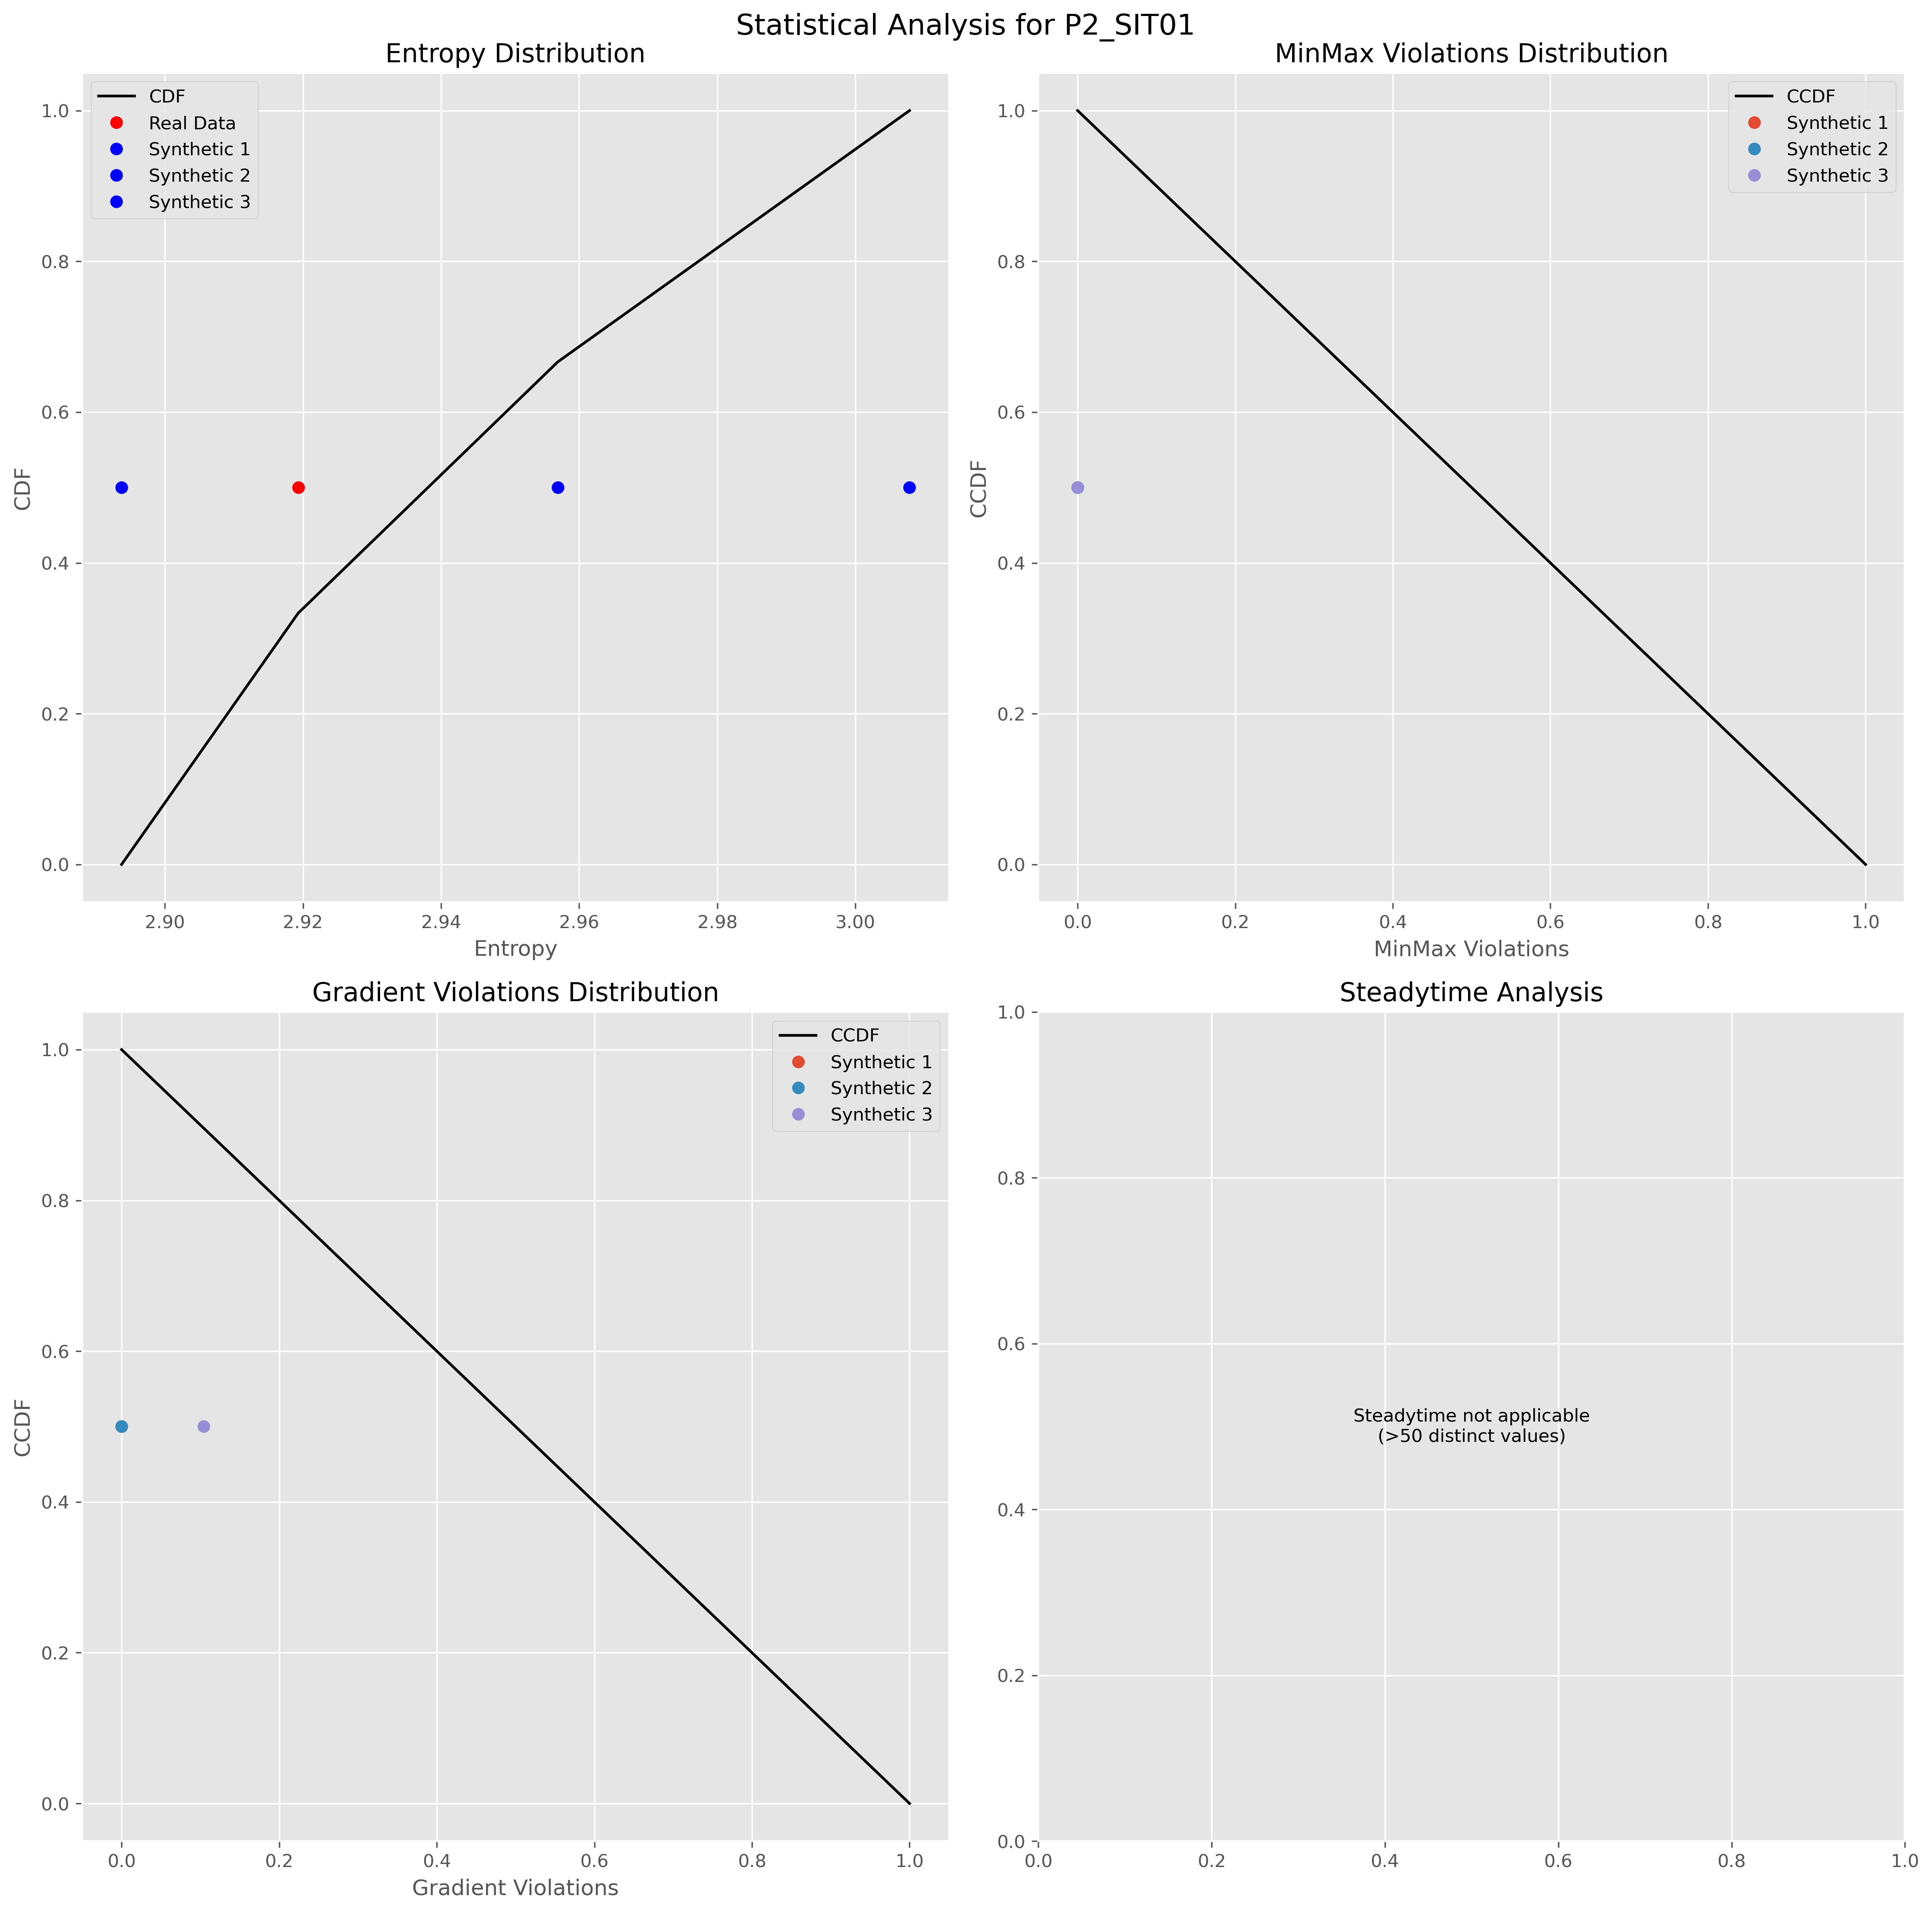 Statistical Analysis for P2_SIT01
Entropy Distribution
CDF
Real Data
Synthetic 1
Synthetic 2
Synthetic 3
1.0
0.8
0.6
0.4
0.2
0.0
CDF
2.90 2.92 2.94 2.96 2.98 3.00
Entropy
MinMax Violations Distribution
CCDF
Synthetic 1
Synthetic 2
Synthetic 3
1.0
0.8
0.6
0.4
0.2
0.0
CCDF
0.0 0.2 0.4 0.6 0.8 1.0
MinMax Violations
Gradient Violations Distribution
CCDF
Synthetic 1
Synthetic 2
Synthetic 3
1.0
0.8
0.6
0.4
0.2
0.0
CCDF
0.0 0.2 0.4 0.6 0.8 1.0
Gradient Violations
Steadytime Analysis
1.0
0.8
0.6
0.4
0.2
0.0
Steadytime not applicable
(>50 distinct values)
0.0 0.2 0.4 0.6 0.8 1.0